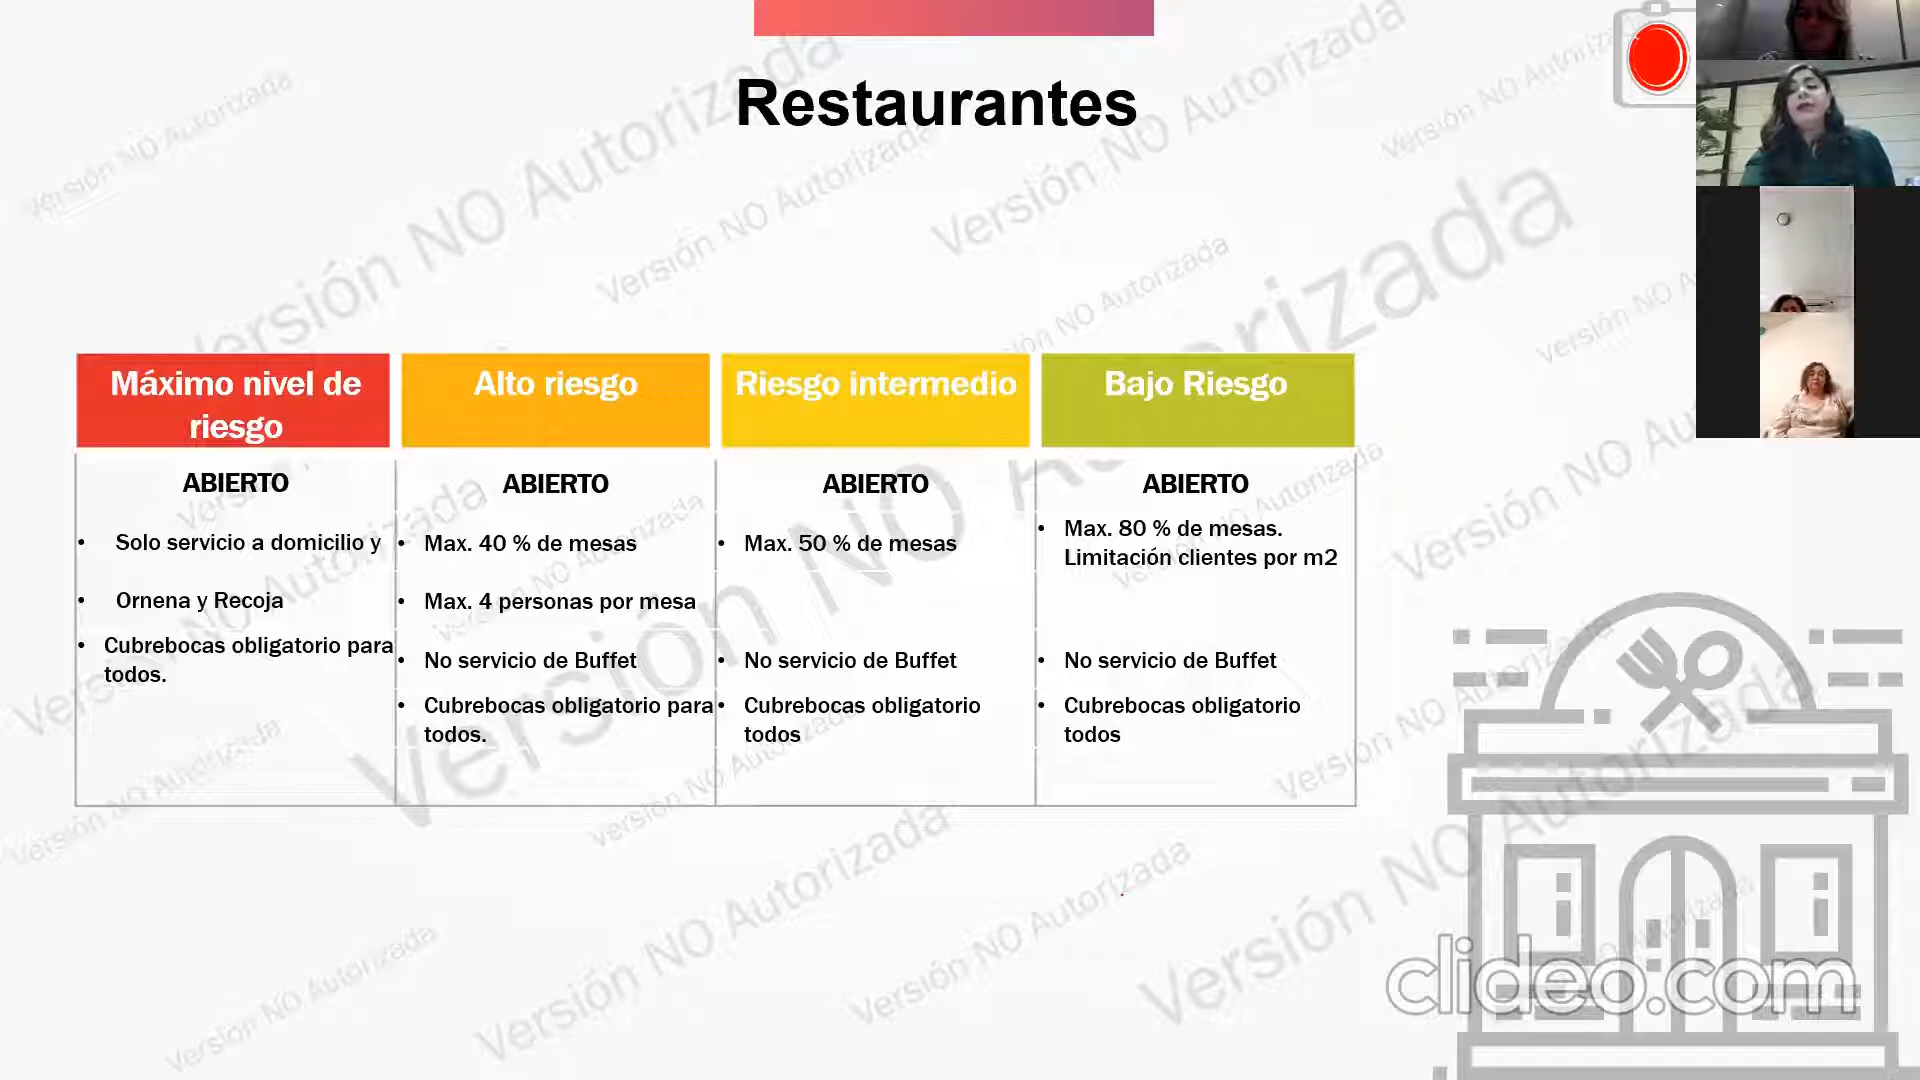 Restaurantes
Máximo nivel de
riesgo
ABIERTO
Solo servicio a domicilio y
Ornena y Recoja
Cubrebocas obligatorio para
todos.
Alto riesgo
ABIERTO
Max. 40 % de mesas
Max. 4 personas por mesa
No servicio de Buffet
Cubrebocas obligatorio para
todos.
Riesgo intermedio
ABIERTO
Max. 50 % de mesas
No servicio de Buffet
Cubrebocas obligatorio
todos
Bajo Riesgo
ABIERTO
Max. 80 % de mesas.
Limitación clientes por m2
No servicio de Buffet
Cubrebocas obligatorio
todos
Versión NO Autorizada
clideo.com